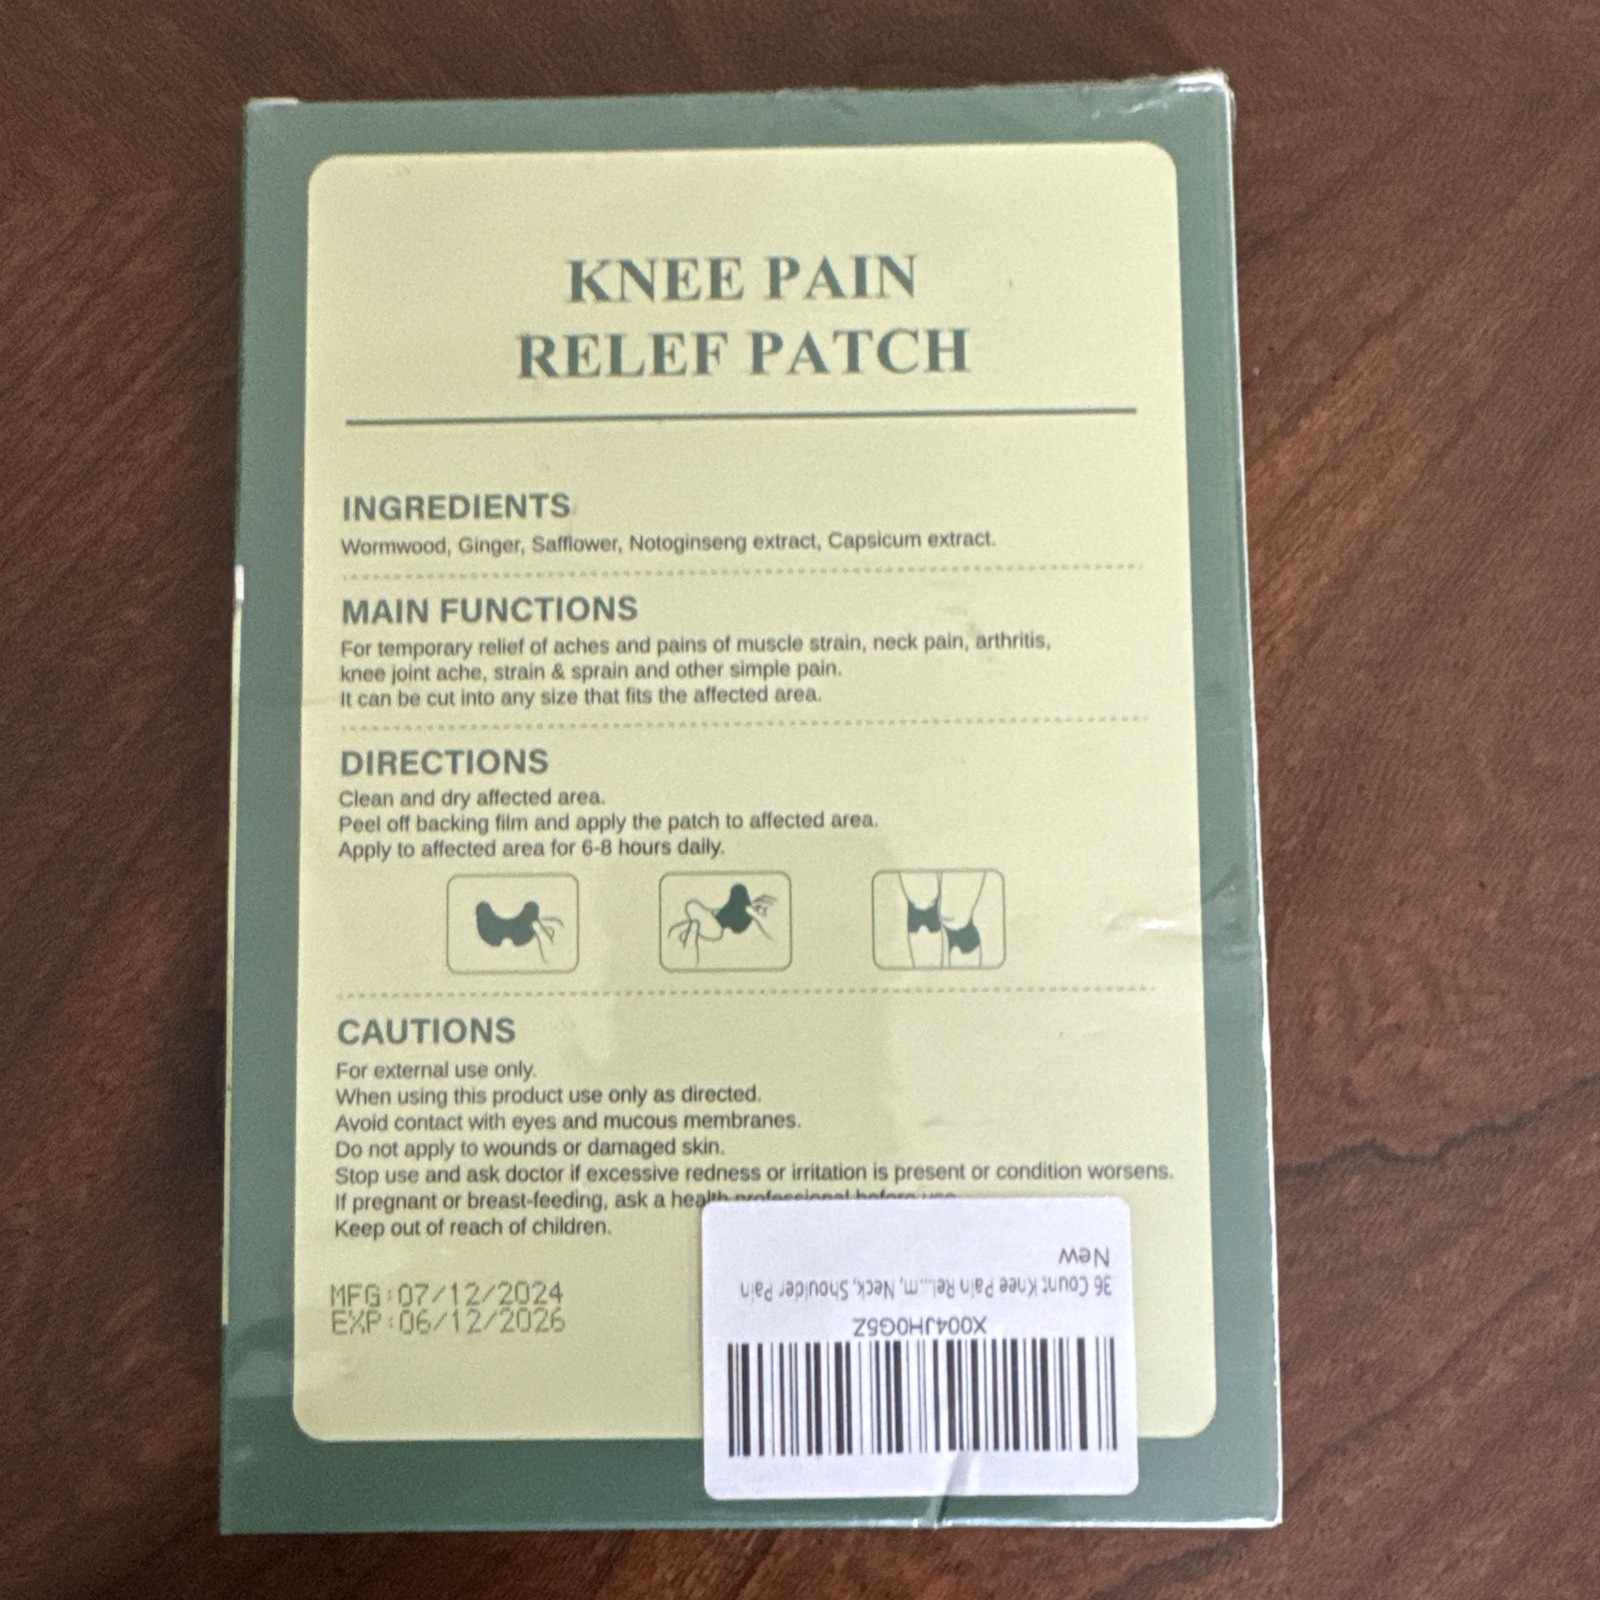 KNEE PAIN
RELEF PATCH
INGREDIENTS
Wormwood, Ginger, Safflower, Notoginseng extract, Capsicum extract.
MAIN FUNCTIONS
For temporary relief of aches and pains of muscle strain, neck pain, arthritis,
knee joint ache, strain & sprain and other simple pain.
It can be cut into any size that fits the affected area.
DIRECTIONS
Clean and dry affected area.
Peel off backing film and apply the patch to affected area.
Apply to affected area for 6-8 hours daily.
CAUTIONS
For external use only.
When using this product use only as directed.
Avoid contact with eyes and mucous membranes.
Do not apply to wounds or damaged skin.
Stop use and ask doctor if excessive redness or irritation is present or condition worsens.
If pregnant or breast-feeding, ask a health professional before use
Keep out of reach of children.
MFG:07/12/2024
EXP:06/12/2026
X004JH0G5Z
36 Count Knee Pain Rel...m, Neck,Shoulder Pain
New